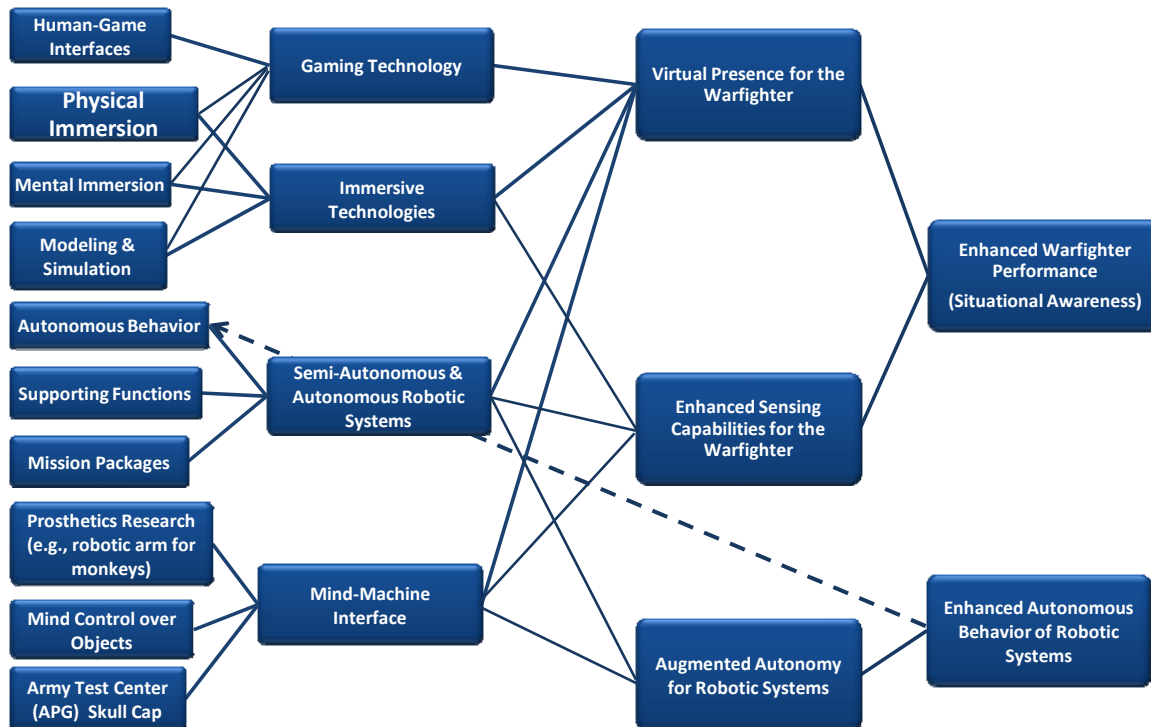 Human-Game
Interfaces
Physical
Immersion
Mental Immersion
Modeling &
Simulation
Autonomous Behavior
Supporting Functions
Mission Packages
Prosthetics Research
(e.g., robotic arm for
monkeys)
Mind Control over
Objects
Army Test Center
(APG) Skull Cap
Gaming Technology
Immersive
Technologies
Semi-Autonomous &
Autonomous Robotic
Systems
Mind-Machine
Interface
Virtual Presence for the
Warfighter
Enhanced Sensing
Capabilities for the
Warfighter
Augmented Autonomy
for Robotic Systems
Enhanced Warfighter
Performance
(Situational Awareness)
Enhanced Autonomous
Behavior of Robotic
Systems